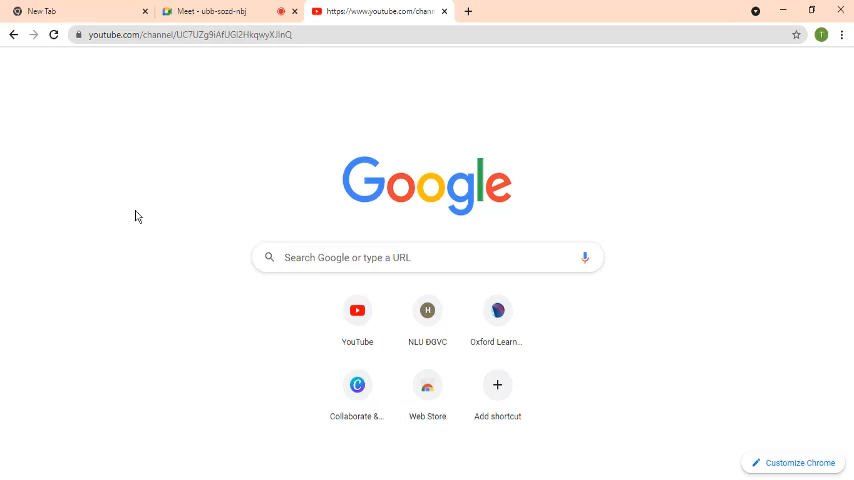 New Tab
Meet - ubb-sozd-nbj
https://www.youtube.com/chann
youtube.com/channel/UC7UZg9iAfUGI2HkqwyXJInQ
T
Google
Search Google or type a URL
H
YouTube
NLU ĐGVC
Oxford Learn...
C
Collaborate &...
Web Store
Add shortcut
Customize Chrome